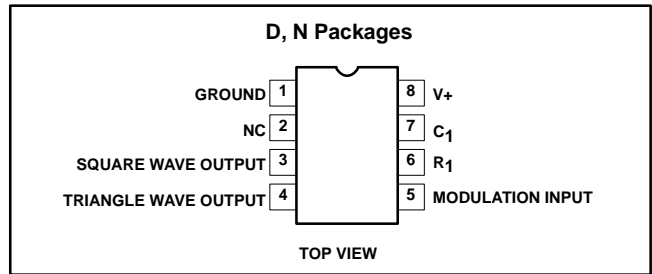 D, N Packages
GROUND 1 8 V+
NC 2 7 C1
SQUARE WAVE OUTPUT 3 6 R1
TRIANGLE WAVE OUTPUT 4 5 MODULATION INPUT
TOP VIEW